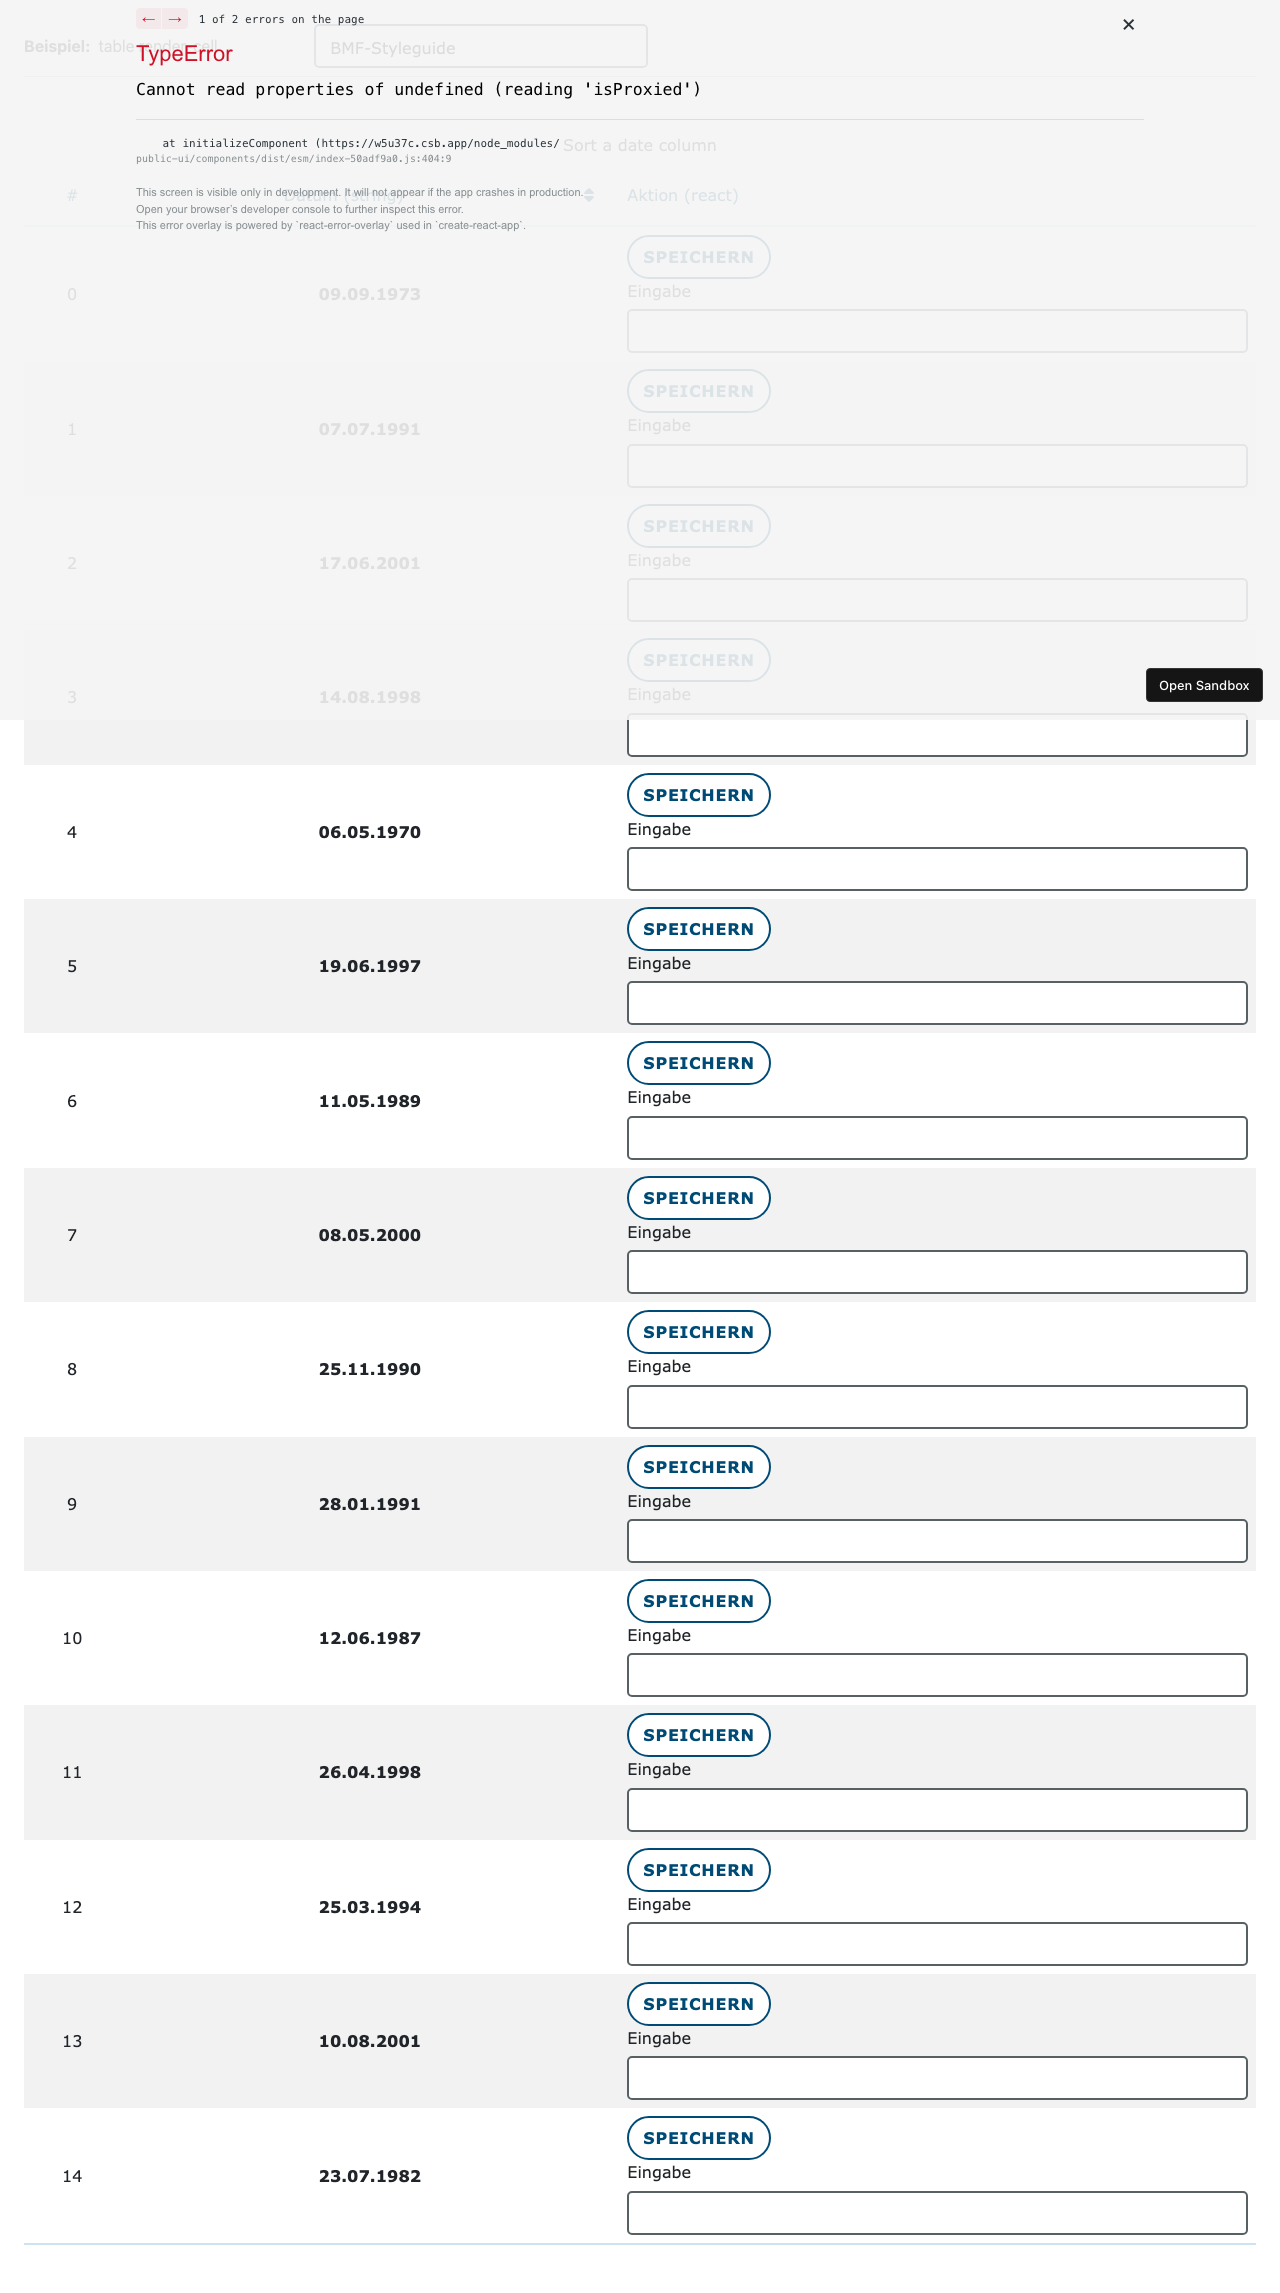 ← → 1 of 2 errors on the page
×
Beispiel: table-render-cell
BMF-Styleguide
TypeError
Cannot read properties of undefined (reading 'isProxied')
at initializeComponent (https://w5u37c.csb.app/node_modules/
public-ui/components/dist/esm/index-50adf9a0.js:404:9
Sort a date column
This screen is visible only in development. It will not appear if the app crashes in production.
Open your browser's developer console to further inspect this error.
This error overlay is powered by `react-error-overlay` used in `create-react-app`.
# Datum (string) Aktion (react)
SPEICHERN
0 09.09.1973 Eingabe
SPEICHERN
1 07.07.1991 Eingabe
SPEICHERN
2 17.06.2001 Eingabe
SPEICHERN
3 14.08.1998 Eingabe
Open Sandbox
SPEICHERN
4 06.05.1970 Eingabe
SPEICHERN
5 19.06.1997 Eingabe
SPEICHERN
6 11.05.1989 Eingabe
SPEICHERN
7 08.05.2000 Eingabe
SPEICHERN
8 25.11.1990 Eingabe
SPEICHERN
9 28.01.1991 Eingabe
SPEICHERN
10 12.06.1987 Eingabe
SPEICHERN
11 26.04.1998 Eingabe
SPEICHERN
12 25.03.1994 Eingabe
SPEICHERN
13 10.08.2001 Eingabe
SPEICHERN
14 23.07.1982 Eingabe